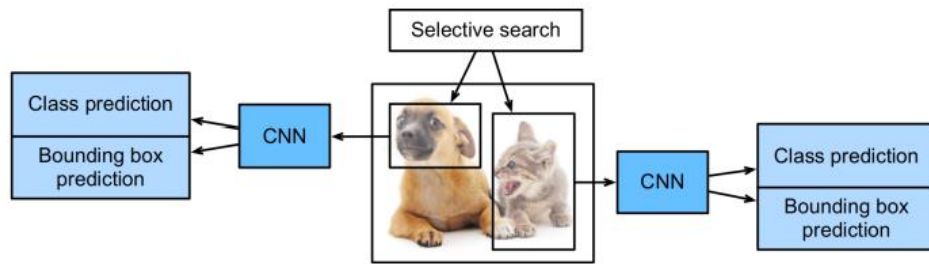 Selective search
Class prediction
Bounding box
prediction
CNN
CNN
Class prediction
Bounding box
prediction